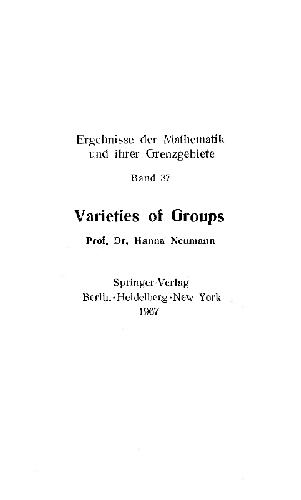 Ergebnisse der Mathematik
und ihrer Grenzgebiete
Band 37
Varieties of Groups
Prof. Dr. Hanna Neumann
Springer-Verlag
Berlin·Heidelberg·New York
1967